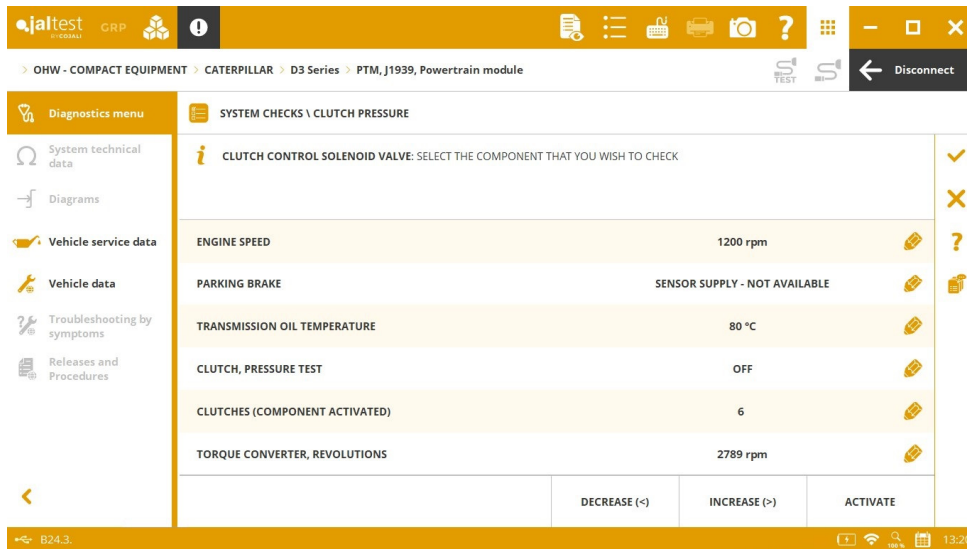 jaltest
BY COJALI
GRP
TEST
> OHW - COMPACT EQUIPMENT > CATERPILLAR > D3 Series > PTM, J1939, Powertrain module
Disconnect
Diagnostics menu
SYSTEM CHECKS \ CLUTCH PRESSURE
System technical
data
CLUTCH CONTROL SOLENOID VALVE: SELECT THE COMPONENT THAT YOU WISH TO CHECK
Diagrams
Vehicle service data
Vehicle data
Troubleshooting by
symptoms
Releases and
Procedures
ENGINE SPEED 1200 rpm
PARKING BRAKE SENSOR SUPPLY - NOT AVAILABLE
TRANSMISSION OIL TEMPERATURE 80 °C
CLUTCH, PRESSURE TEST OFF
CLUTCHES (COMPONENT ACTIVATED) 6
TORQUE CONVERTER, REVOLUTIONS 2789 rpm
DECREASE (<) INCREASE (>) ACTIVATE
B24.3.
100 %